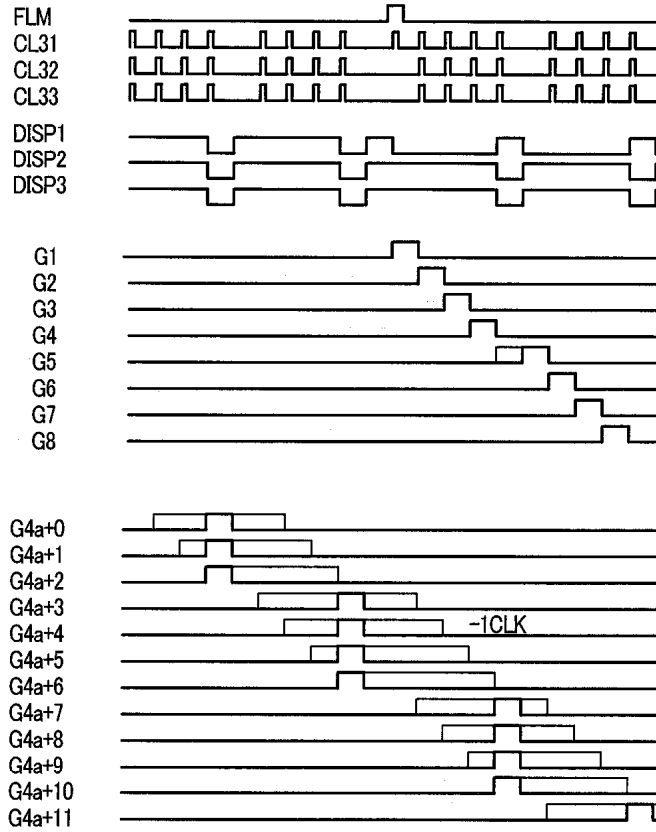 FLM
CL31
CL32
CL33
DISP1
DISP2
DISP3
G1
G2
G3
G4
G5
G6
G7
G8
G4a+0
G4a+1
G4a+2
G4a+3
G4a+4 -1CLK
G4a+5
G4a+6
G4a+7
G4a+8
G4a+9
G4a+10
G4a+11